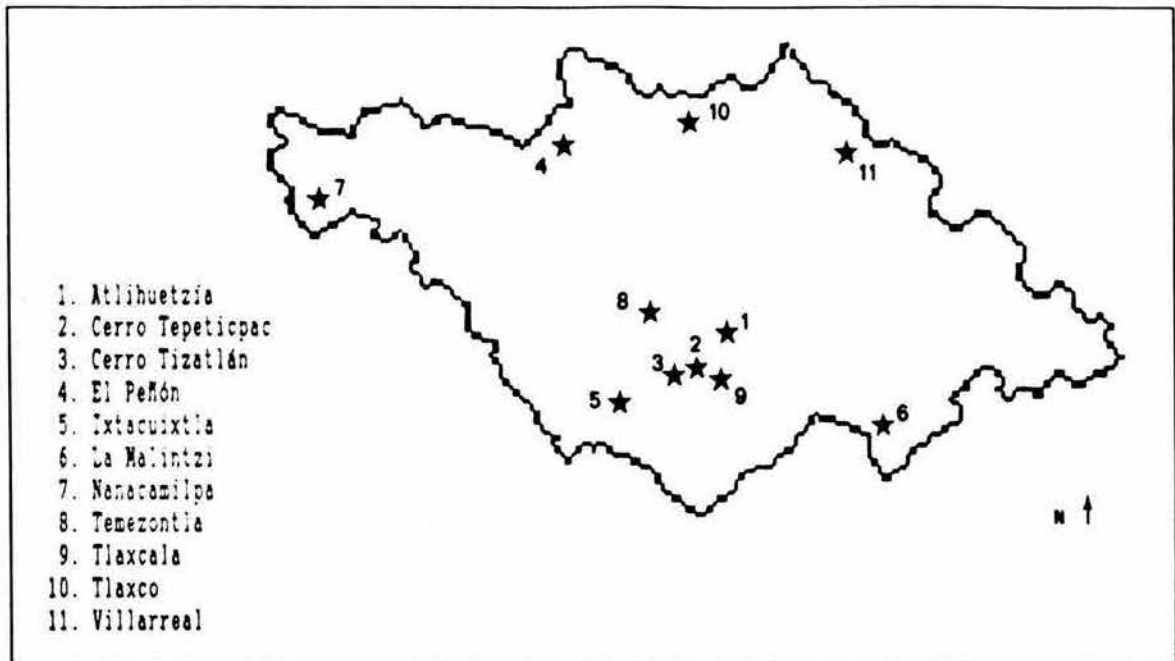 10
4
11
7
8
1
2
3
9
5
6
N
1. Atlihuetzía
2. Cerro Tepeticpac
3. Cerro Tizatlán
4. El Peñón
5. Ixtacuixtla
6. La Malintzi
7. Nanacamilpa
8. Temezontla
9. Tlaxcala
10. Tlaxco
11. Villarreal